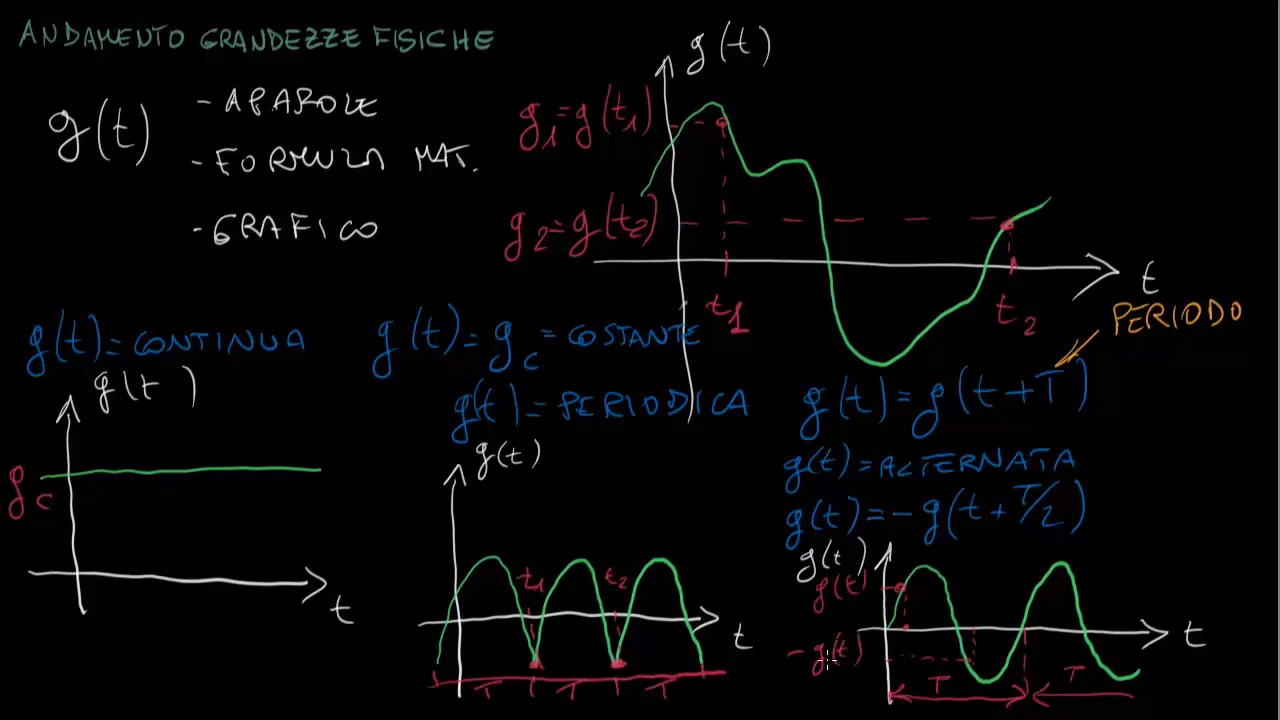 ANDAMENTO GRANDEZZE FISICHE
g(t)
- A PAROLE
- FORMULA MAT.
- GRAFICO
g(t)
g1=g(t1)
g2=g(t2)
t1
t2
t
PERIODO
g(t)=CONTINUA
g(t)=gc=COSTANTE
g(t)
gc
t
g(t)=PERIODICA
g(t)=g(t+T)
g(t)
t1
t2
t
T T T
g(t)=ALTERNATA
g(t)=-g(t+T/2)
g(t)
g(t)
-g(t)
t
T T